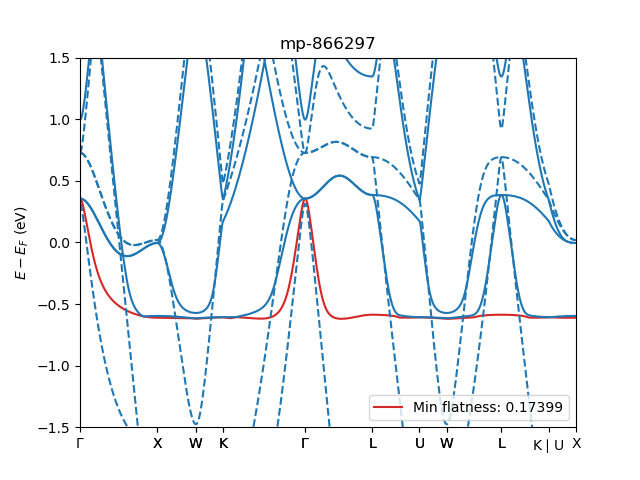 mp-866297
E − E_F (eV)
1.5
1.0
0.5
0.0
−0.5
−1.0
−1.5
Min flatness: 0.17399
Γ X W K Γ L U W L K | U X